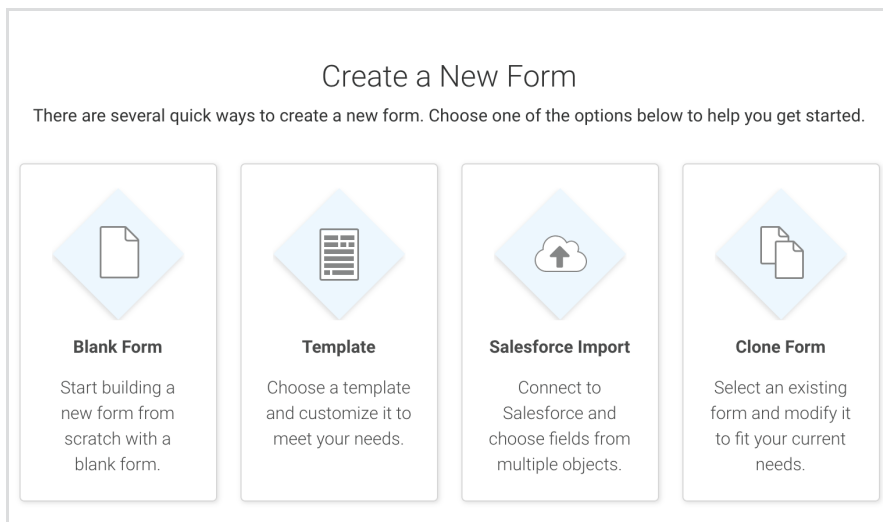 Create a New Form
There are several quick ways to create a new form. Choose one of the options below to help you get started.
Blank Form
Start building a
new form from
scratch with a
blank form.
Template
Choose a template
and customize it to
meet your needs.
Salesforce Import
Connect to
Salesforce and
choose fields from
multiple objects.
Clone Form
Select an existing
form and modify it
to fit your current
needs.